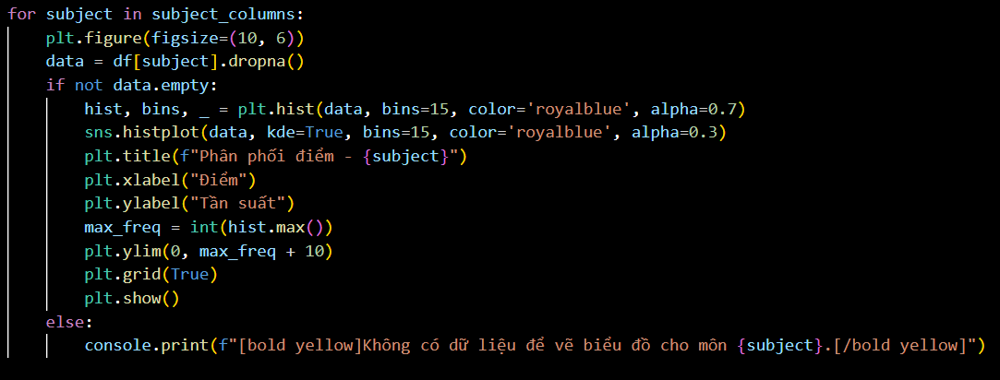 for subject in subject_columns:
    plt.figure(figsize=(10, 6))
    data = df[subject].dropna()
    if not data.empty:
        hist, bins, _ = plt.hist(data, bins=15, color='royalblue', alpha=0.7)
        sns.histplot(data, kde=True, bins=15, color='royalblue', alpha=0.3)
        plt.title(f"Phân phối điểm - {subject}")
        plt.xlabel("Điểm")
        plt.ylabel("Tần suất")
        max_freq = int(hist.max())
        plt.ylim(0, max_freq + 10)
        plt.grid(True)
        plt.show()
    else:
        console.print(f"[bold yellow]Không có dữ liệu để vẽ biểu đồ cho môn {subject}.[/bold yellow]")